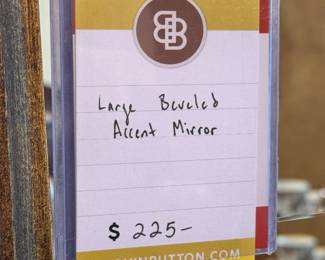 Large Beveled
Accent Mirror
$ 225-